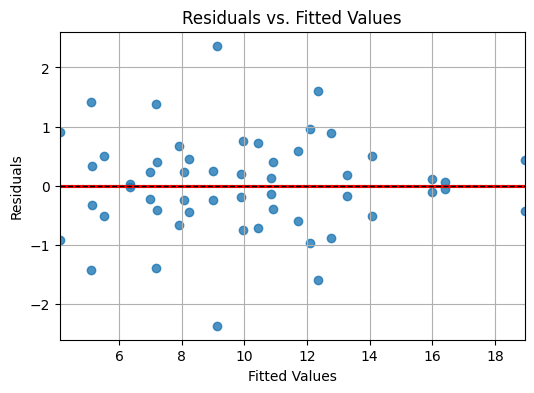 Residuals vs. Fitted Values
2
1
0
−1
−2
Residuals
6 8 10 12 14 16 18
Fitted Values